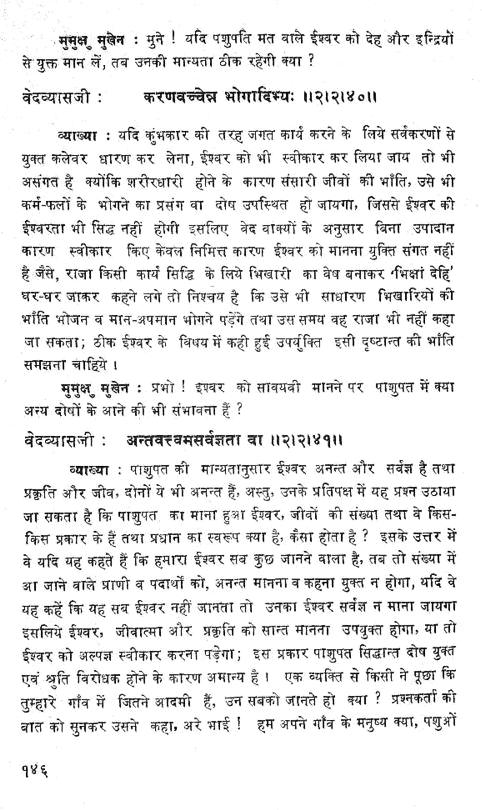 मुमुक्षु मुखेन : मुने ! यदि पशुपति मत वाले ईश्वर को देह और इन्द्रियों
से युक्त मान लें, तब उनकी मान्यता ठीक रहेगी क्या ?
वेदव्यासजी : करणवच्चेन्न भोगादिभ्यः ।।२।२।४०।।
व्याख्या : यदि कुंभकार की तरह जगत कार्य करने के लिये सर्वकरणों से
युक्त कलेवर धारण कर लेना, ईश्वर को भी स्वीकार कर लिया जाय तो भी
असंगत है क्योंकि शरीरधारी होने के कारण संसारी जीवों की भाँति, उसे भी
कर्म-फलों के भोगने का प्रसंग वा दोष उपस्थित हो जायगा, जिससे ईश्वर की
ईश्वरता भी सिद्ध नहीं होगी इसलिए वेद वाक्यों के अनुसार बिना उपादान
कारण स्वीकार किए केवल निमित्त कारण ईश्वर को मानना युक्ति संगत नहीं
है जैसे, राजा किसी कार्य सिद्धि के लिये भिखारी का वेष बनाकर 'भिक्षां देहि'
घर-घर जाकर कहने लगे तो निश्चय है कि उसे भी साधारण भिखारियों की
भाँति भोजन व मान-अपमान भोगने पड़ेंगे तथा उस समय वह राजा भी नहीं कहा
जा सकता; ठीक ईश्वर के विषय में कही हुई उपर्युक्ति इसी दृष्टान्त की भाँति
समझना चाहिये ।
मुमुक्षु मुखेन : प्रभो ! ईश्वर को सावयवी मानने पर पाशुपत में क्या
अन्य दोषों के आने की भी संभावना हैं ?
वेदव्यासजी : अन्तवत्त्वमसर्वज्ञता वा ।।२।२।४१।।
व्याख्या : पाशुपत की मान्यतानुसार ईश्वर अनन्त और सर्वज्ञ है तथा
प्रकृति और जीव, दोनों ये भी अनन्त हैं, अस्तु, उनके प्रतिपक्ष में यह प्रश्न उठाया
जा सकता है कि पाशुपत का माना हुआ ईश्वर, जीवों की संख्या तथा वे किस-
किस प्रकार के हैं तथा प्रधान का स्वरूप क्या है, कैसा होता है ? इसके उत्तर में
वे यदि यह कहते हैं कि हमारा ईश्वर सब कुछ जानने वाला है, तब तो संख्या में
आ जाने वाले प्राणी व पदार्थों को, अनन्त मानना व कहना युक्त न होगा, यदि वे
यह कहें कि यह सब ईश्वर नहीं जानता तो उनका ईश्वर सर्वज्ञ न माना जायगा
इसलिये ईश्वर, जीवात्मा और प्रकृति को सान्त मानना उपयुक्त होगा, या तो
ईश्वर को अल्पज्ञ स्वीकार करना पड़ेगा; इस प्रकार पाशुपत सिद्धान्त दोष युक्त
एवं श्रुति विरोधक होने के कारण अमान्य है । एक व्यक्ति से किसी ने पूछा कि
तुम्हारे गाँव में जितने आदमी हैं, उन सबको जानते हो क्या ? प्रश्नकर्ता की
बात को सुनकर उसने कहा, अरे भाई ! हम अपने गाँव के मनुष्य क्या, पशुओं
१४६